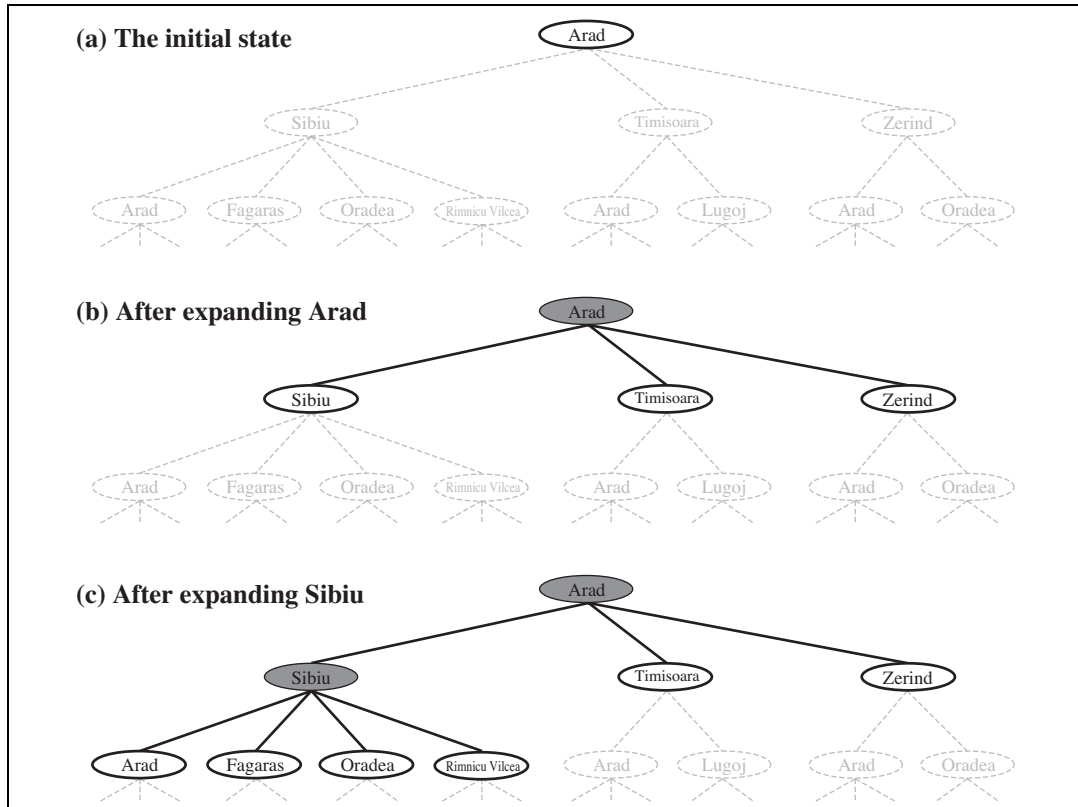 (a) The initial state
Arad
Sibiu Timisoara Zerind
Arad Fagaras Oradea Rimnicu Vilcea Arad Lugoj Arad Oradea
(b) After expanding Arad
Arad
Sibiu Timisoara Zerind
Arad Fagaras Oradea Rimnicu Vilcea Arad Lugoj Arad Oradea
(c) After expanding Sibiu
Arad
Sibiu Timisoara Zerind
Arad Fagaras Oradea Rimnicu Vilcea Arad Lugoj Arad Oradea